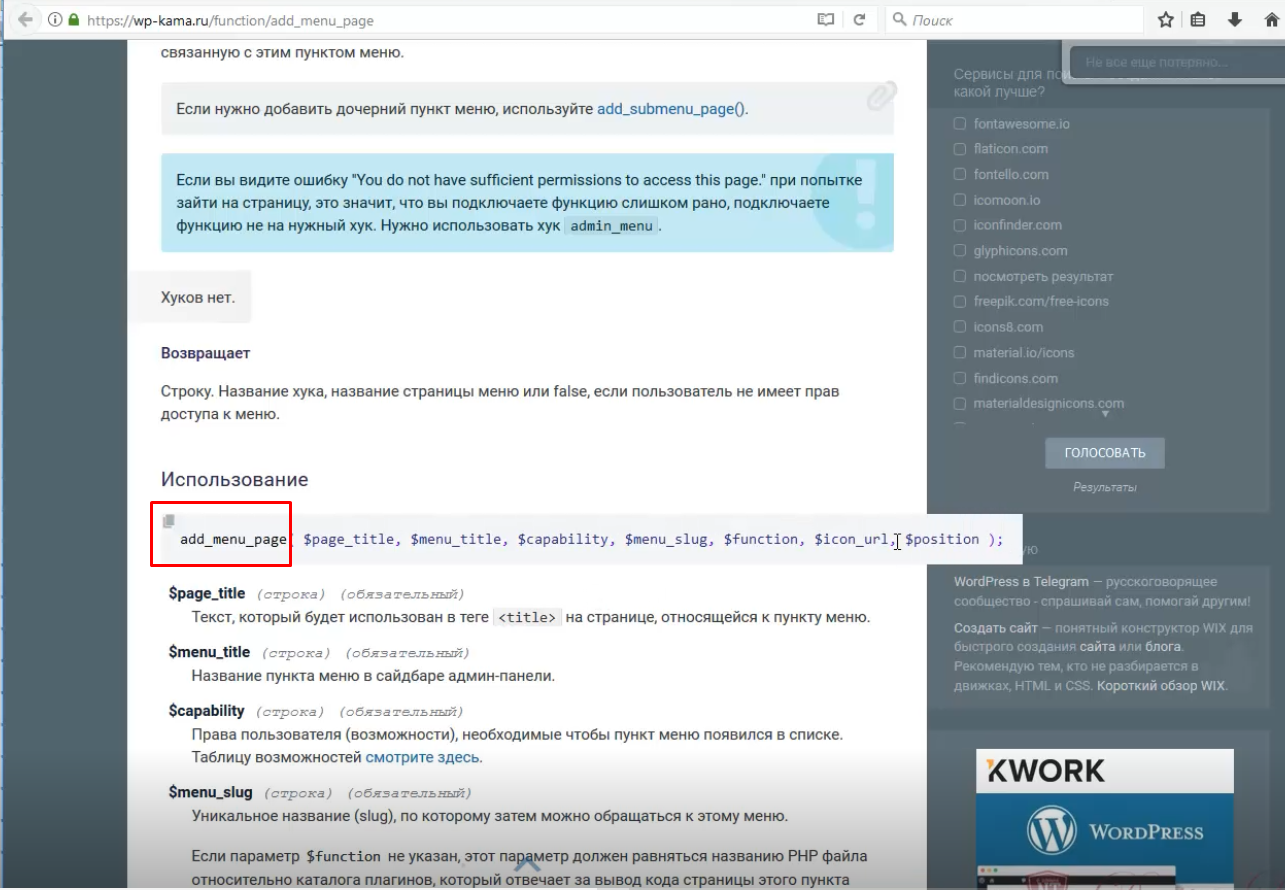 https://wp-kama.ru/function/add_menu_page
Поиск
связанную с этим пунктом меню.
Если нужно добавить дочерний пункт меню, используйте add_submenu_page().
Если вы видите ошибку "You do not have sufficient permissions to access this page." при попытке
зайти на страницу, это значит, что вы подключаете функцию слишком рано, подключаете
функцию не на нужный хук. Нужно использовать хук admin_menu .
Хуков нет.
Возвращает
Строку. Название хука, название страницы меню или false, если пользователь не имеет прав
доступа к меню.
Использование
add_menu_page( $page_title, $menu_title, $capability, $menu_slug, $function, $icon_url, $position );
$page_title (строка) (обязательный)
Текст, который будет использован в теге <title> на странице, относящейся к пункту меню.
$menu_title (строка) (обязательный)
Название пункта меню в сайдбаре админ-панели.
$capability (строка) (обязательный)
Права пользователя (возможности), необходимые чтобы пункт меню появился в списке.
Таблицу возможностей смотрите здесь.
$menu_slug (строка) (обязательный)
Уникальное название (slug), по которому затем можно обращаться к этому меню.
Если параметр $function не указан, этот параметр должен равняться названию PHP файла
относительно каталога плагинов, который отвечает за вывод кода страницы этого пункта
Не все еще потеряно...
Сервисы для
какой лучше?
fontawesome.io
flaticon.com
fontello.com
icomoon.io
iconfinder.com
glyphicons.com
посмотреть результат
freepik.com/free-icons
icons8.com
material.io/icons
findicons.com
materialdesignicons.com
ГОЛОСОВАТЬ
Результаты
ую
WordPress в Telegram — русскоговорящее
сообщество - спрашивай сам, помогай другим!
Создать сайт — понятный конструктор WIX для
быстрого создания сайта или блога.
Рекомендую тем, кто не разбирается в
движках, HTML и CSS. Короткий обзор WIX.
KWORK
WORDPRESS